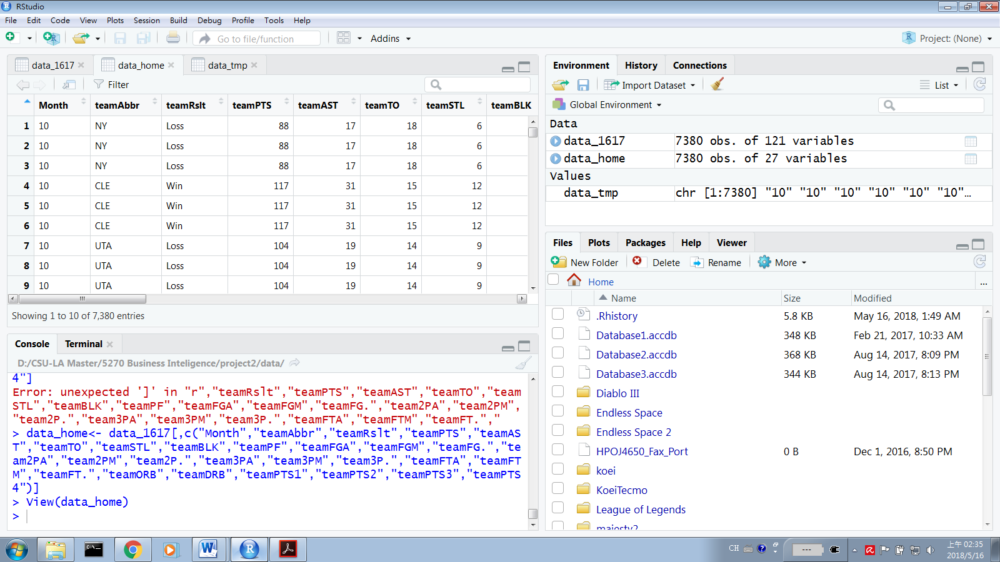 RStudio
File Edit Code View Plots Session Build Debug Profile Tools Help
Go to file/function Addins Project: (None)
data_1617 data_home data_tmp
Filter
Month teamAbbr teamRslt teamPTS teamAST teamTO teamSTL teamBLK
1 10 NY Loss 88 17 18 6
2 10 NY Loss 88 17 18 6
3 10 NY Loss 88 17 18 6
4 10 CLE Win 117 31 15 12
5 10 CLE Win 117 31 15 12
6 10 CLE Win 117 31 15 12
7 10 UTA Loss 104 19 14 9
8 10 UTA Loss 104 19 14 9
9 10 UTA Loss 104 19 14 9
Showing 1 to 10 of 7,380 entries
Console Terminal
D:/CSU-LA Master/5270 Business Inteligence/project2/data/
4"]
Error: unexpected ']' in "r","teamRslt","teamPTS","teamAST","teamTO","team
STL","teamBLK","teamPF","teamFGA","teamFGM","teamFG.","team2PA","team2PM",
"team2P.","team3PA","team3PM","team3P.","teamFTA","teamFTM","teamFT.","
> data_home<- data_1617[,c("Month","teamAbbr","teamRslt","teamPTS","teamAS
T","teamTO","teamSTL","teamBLK","teamPF","teamFGA","teamFGM","teamFG.","te
am2PA","team2PM","team2P.","team3PA","team3PM","team3P.","teamFTA","teamFT
M","teamFT.","teamORB","teamDRB","teamPTS1","teamPTS2","teamPTS3","teamPTS
4")]
> View(data_home)
>
Environment History Connections
Import Dataset List
Global Environment
Data
data_1617 7380 obs. of 121 variables
data_home 7380 obs. of 27 variables
Values
data_tmp chr [1:7380] "10" "10" "10" "10" "10" "10"…
Files Plots Packages Help Viewer
New Folder Delete Rename More
Home ...
Name Size Modified
.Rhistory 5.8 KB May 16, 2018, 1:49 AM
Database1.accdb 348 KB Feb 21, 2017, 10:33 AM
Database2.accdb 368 KB Aug 14, 2017, 8:09 PM
Database3.accdb 344 KB Aug 14, 2017, 8:13 PM
Diablo III
Endless Space
Endless Space 2
HPOJ4650_Fax_Port 0 B Dec 1, 2016, 8:50 PM
koei
KoeiTecmo
League of Legends
majesty2
CH --- 上午 02:35
2018/5/16